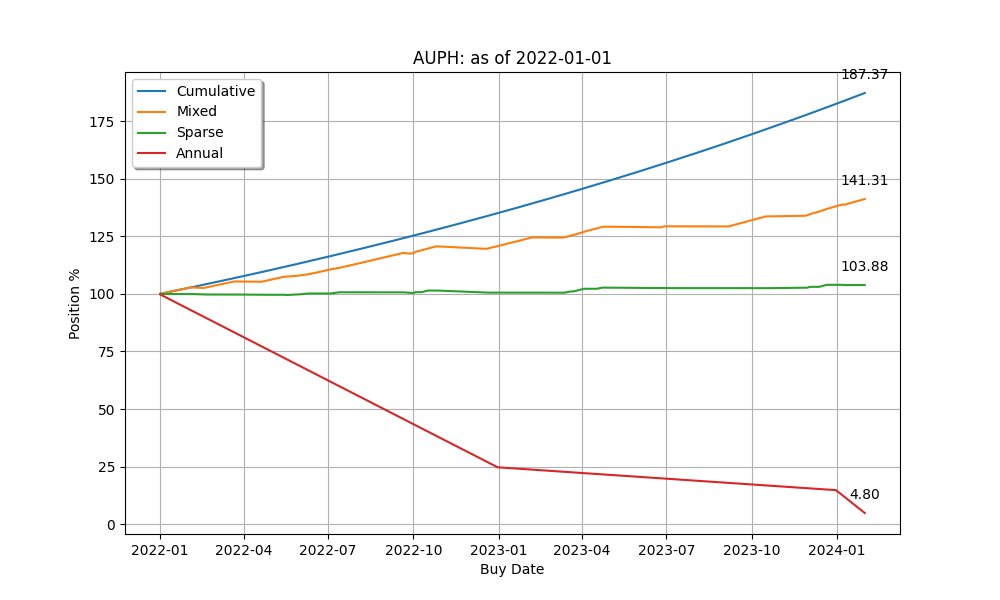 AUPH: as of 2022-01-01
187.37
Cumulative
Mixed
Sparse
Annual
175
150
141.31
125
103.88
100
75
50
25
4.80
0
Position %
2022-01 2022-04 2022-07 2022-10 2023-01 2023-04 2023-07 2023-10 2024-01
Buy Date